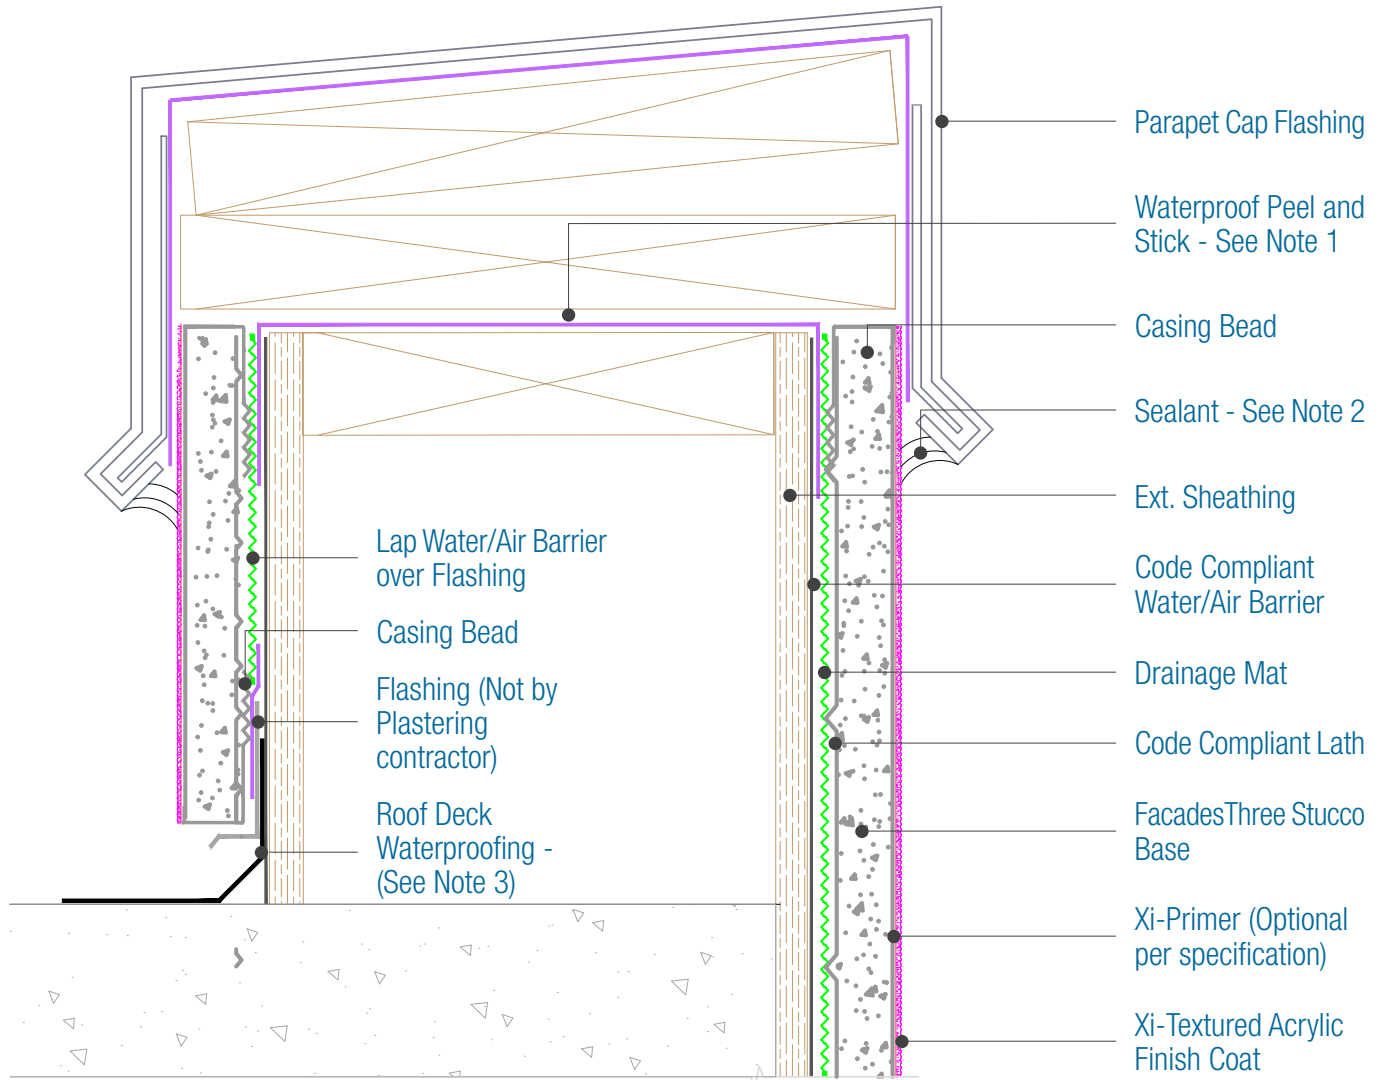 Parapet Cap Flashing
Waterproof Peel and
Stick - See Note 1
Casing Bead
Sealant - See Note 2
Ext. Sheathing
Code Compliant
Water/Air Barrier
Drainage Mat
Code Compliant Lath
FacadesThree Stucco
Base
Xi-Primer (Optional
per specification)
Xi-Textured Acrylic
Finish Coat
Lap Water/Air Barrier
over Flashing
Casing Bead
Flashing (Not by
Plastering
contractor)
Roof Deck
Waterproofing -
(See Note 3)